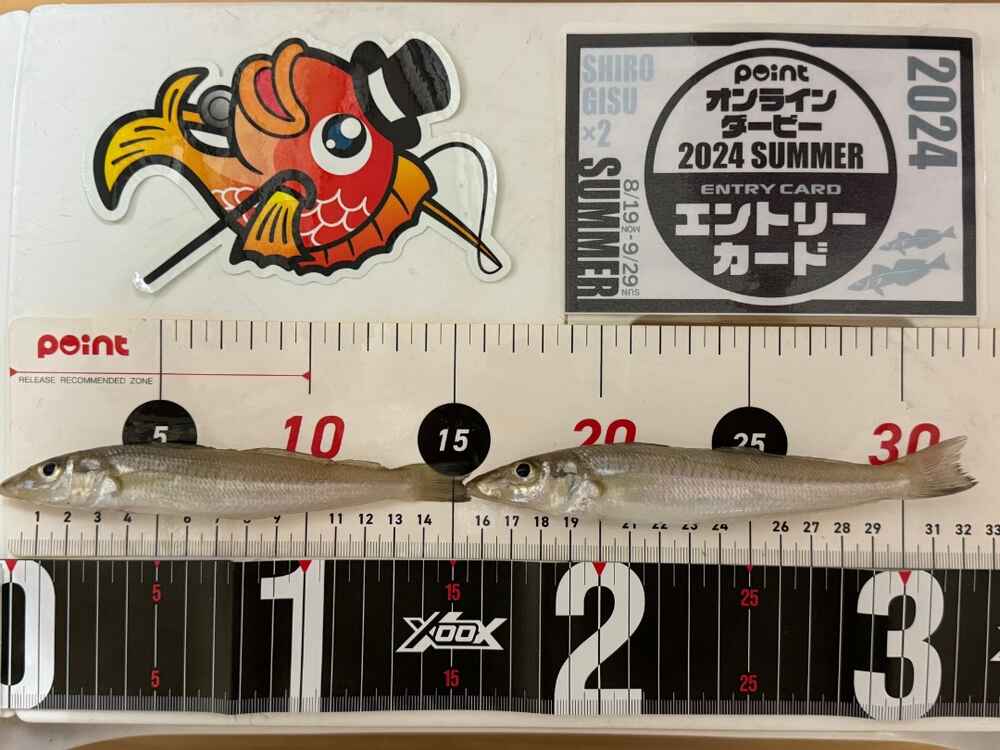 SHIRO
GISU
×2
SUMMER
8/19 MON - 9/29 SUN
point
オンライン
ダービー
2024 SUMMER
ENTRY CARD
エントリー
カード
2024
point
RELEASE RECOMMENDED ZONE
5 10 15 20 25 30
1 2 3 4 6 7 8 9 11 12 13 14 16 17 18 19 21 22 23 24 26 27 28 29 31 32 33
0 1 2 3
5 15 25
XOOX
5 15 25